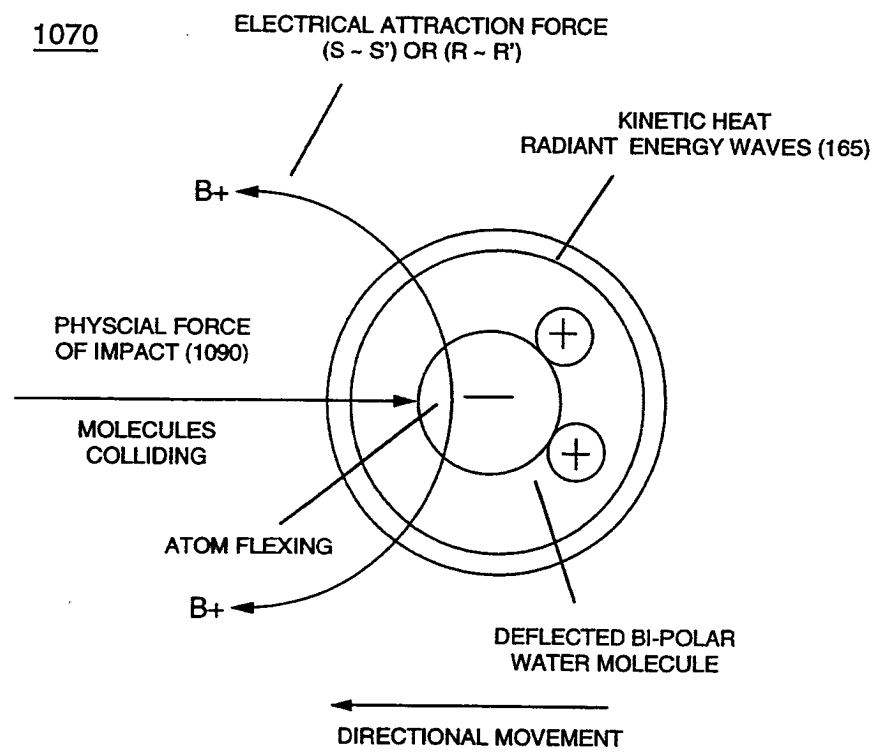 1070
ELECTRICAL ATTRACTION FORCE
(S ~ S') OR (R ~ R')
KINETIC HEAT
RADIANT ENERGY WAVES (165)
B+
PHYSCIAL FORCE
OF IMPACT (1090)
+
—
MOLECULES
COLLIDING
+
ATOM FLEXING
B+
DEFLECTED BI-POLAR
WATER MOLECULE
DIRECTIONAL MOVEMENT